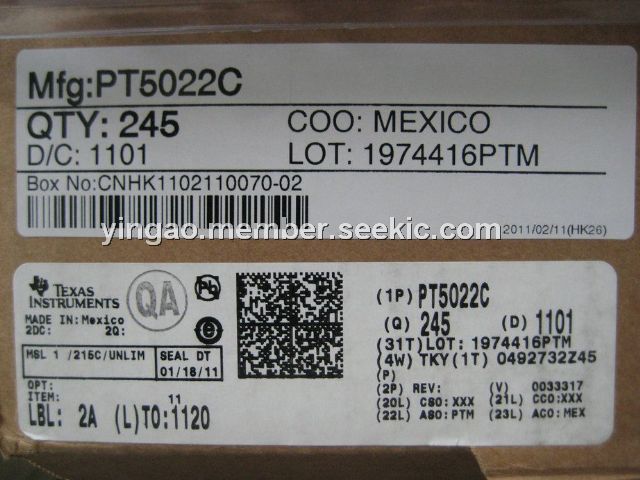 Mfg:PT5022C
QTY: 245
COO: MEXICO
D/C: 1101
LOT: 1974416PTM
Box No:CNHK1102110070-02
2011/02/11(HK26)
yingao.member.seekic.com
TEXAS
INSTRUMENTS
QA
Pb
MADE IN:Mexico
2DC: 2Q:
MSL 1 /215C/UNLIM
SEAL DT
01/18/11
OPT:
ITEM:
11
LBL: 2A (L)TO:1120
(1P) PT5022C
(Q) 245 (D) 1101
(31T)LOT: 1974416PTM
(4W) TKY(1T) 0492732Z45
(P)
(2P) REV: (V) 0033317
(20L) CSO:XXX (21L) CCO:XXX
(22L) ASO:PTM (23L) ACO:MEX